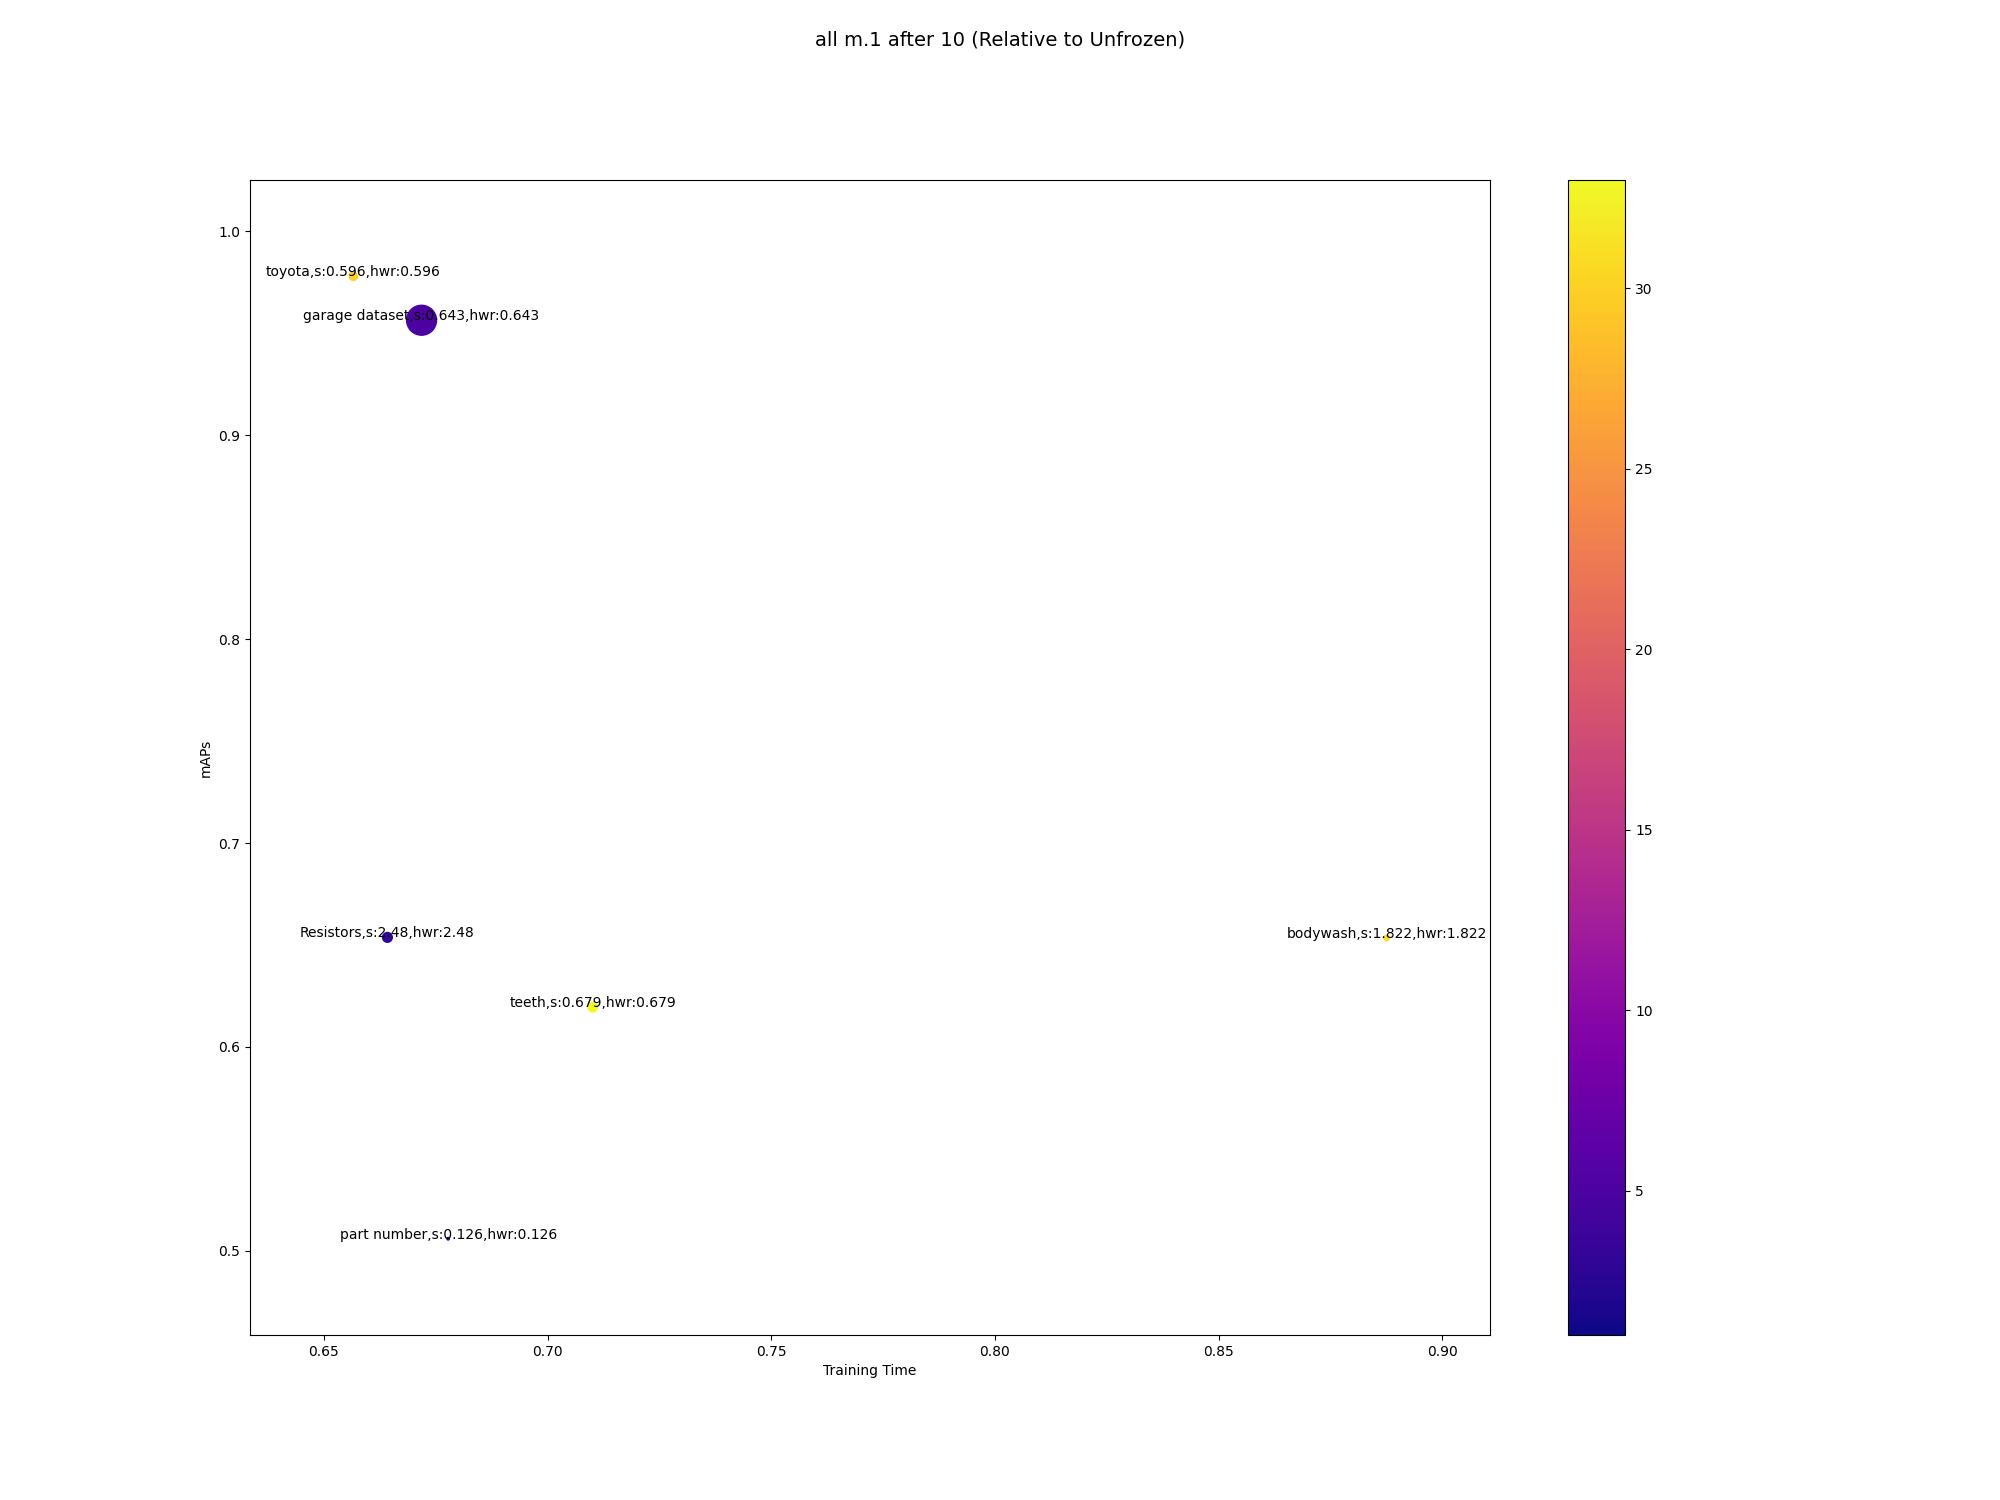 all m.1 after 10 (Relative to Unfrozen)
1.0
0.9
0.8
0.7
0.6
0.5
mAPs
toyota,s:0.596,hwr:0.596
garage dataset,s:0.643,hwr:0.643
Resistors,s:2.48,hwr:2.48
bodywash,s:1.822,hwr:1.822
teeth,s:0.679,hwr:0.679
part number,s:0.126,hwr:0.126
0.65 0.70 0.75 0.80 0.85 0.90
Training Time
30
25
20
15
10
5